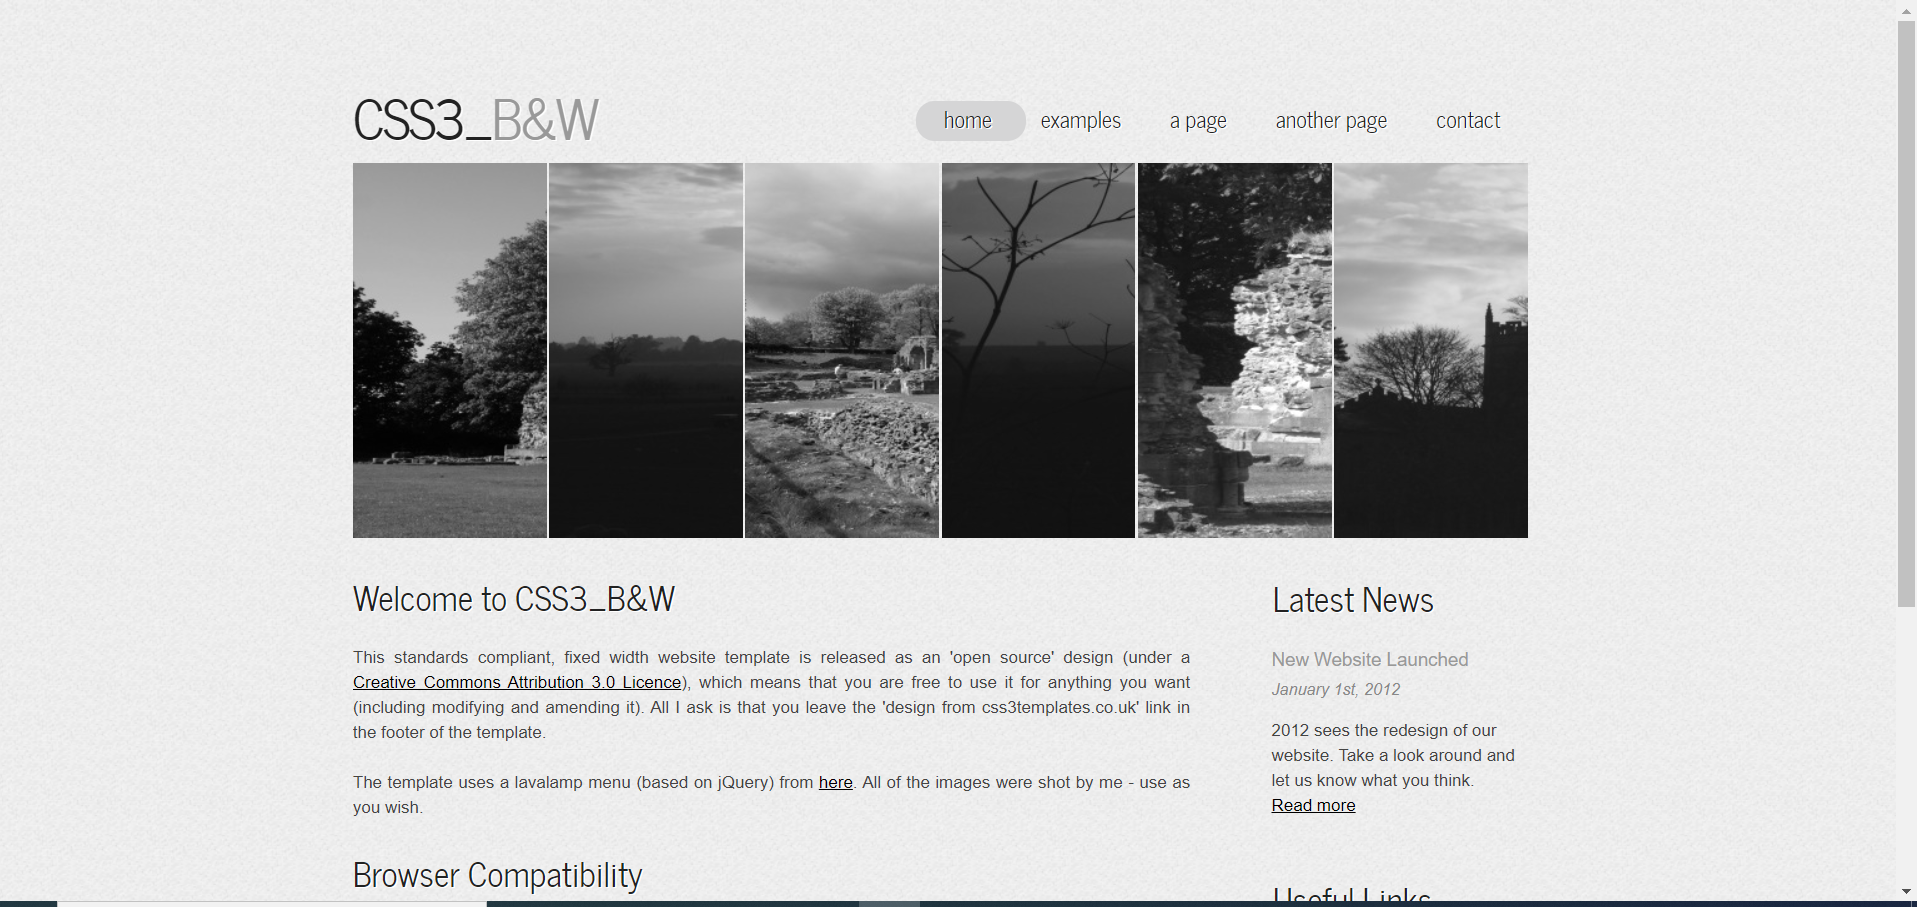 CSS3_B&W
home examples a page another page contact
Welcome to CSS3_B&W
This standards compliant, fixed width website template is released as an 'open source' design (under a
Creative Commons Attribution 3.0 Licence), which means that you are free to use it for anything you want
(including modifying and amending it). All I ask is that you leave the 'design from css3templates.co.uk' link in
the footer of the template.
The template uses a lavalamp menu (based on jQuery) from here. All of the images were shot by me - use as
you wish.
Browser Compatibility
Latest News
New Website Launched
January 1st, 2012
2012 sees the redesign of our
website. Take a look around and
let us know what you think.
Read more
Useful Links